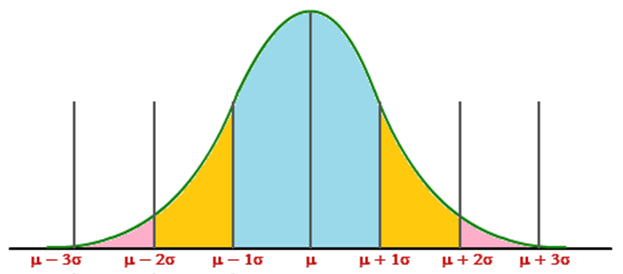 μ − 3σ μ − 2σ μ − 1σ μ μ + 1σ μ + 2σ μ + 3σ